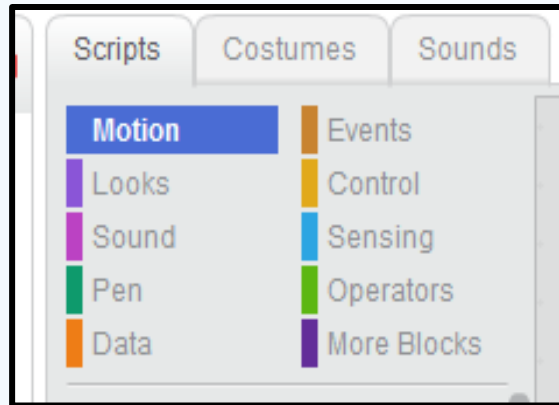 Scripts Costumes Sounds
Motion Events
Looks Control
Sound Sensing
Pen Operators
Data More Blocks